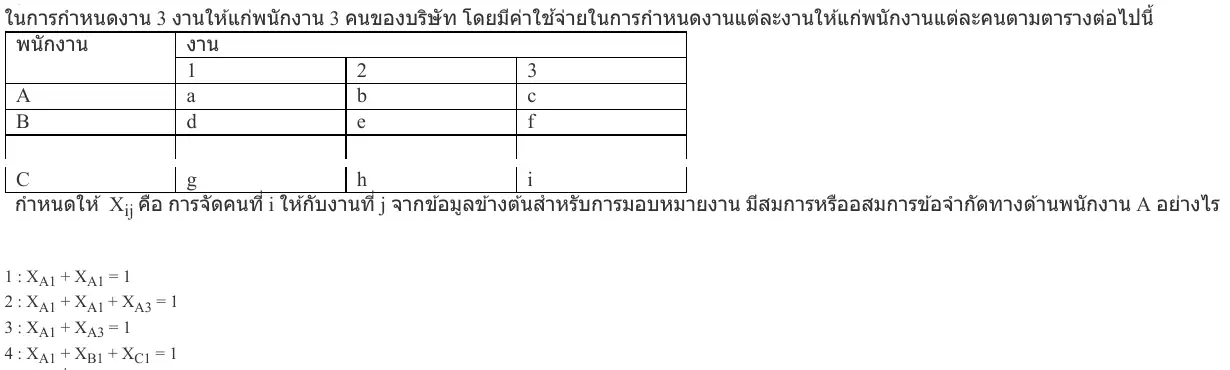 ในการกำหนดงาน 3 งานให้แก่พนักงาน 3 คนของบริษัท โดยมีค่าใช้จ่ายในการกำหนดงานแต่ละงานให้แก่พนักงานแต่ละคนตามตารางต่อไปนี้
พนักงาน งาน
1 2 3
A a b c
B d e f
C g h i
กำหนดให้ Xij คือ การจัดคนที่ i ให้กับงานที่ j จากข้อมูลข้างต้นสำหรับการมอบหมายงาน มีสมการหรืออสมการข้อจำกัดทางด้านพนักงาน A อย่างไร
1 : XA1 + XA1 = 1
2 : XA1 + XA1 + XA3 = 1
3 : XA1 + XA3 = 1
4 : XA1 + XB1 + XC1 = 1